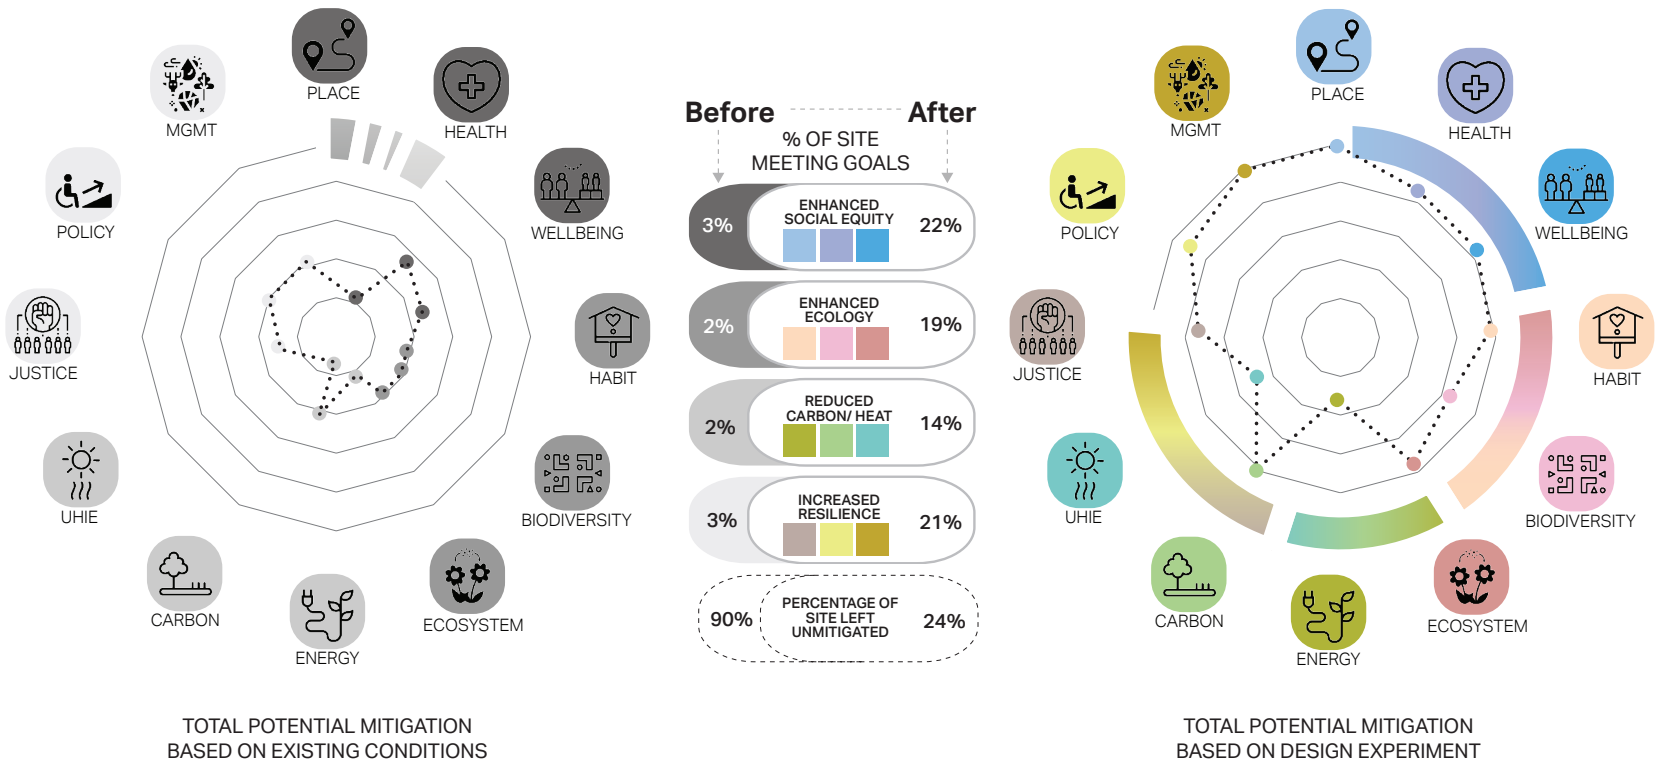 PLACE
HEALTH
MGMT
WELLBEING
POLICY
HABIT
JUSTICE
BIODIVERSITY
UHIE
ECOSYSTEM
CARBON
ENERGY
TOTAL POTENTIAL MITIGATION
BASED ON EXISTING CONDITIONS
Before
After
% OF SITE
MEETING GOALS
3%
ENHANCED
SOCIAL EQUITY
22%
2%
ENHANCED
ECOLOGY
19%
2%
REDUCED
CARBON/ HEAT
14%
3%
INCREASED
RESILIENCE
21%
90%
PERCENTAGE OF
SITE LEFT
UNMITIGATED
24%
PLACE
HEALTH
MGMT
WELLBEING
POLICY
HABIT
JUSTICE
BIODIVERSITY
UHIE
ECOSYSTEM
CARBON
ENERGY
TOTAL POTENTIAL MITIGATION
BASED ON DESIGN EXPERIMENT